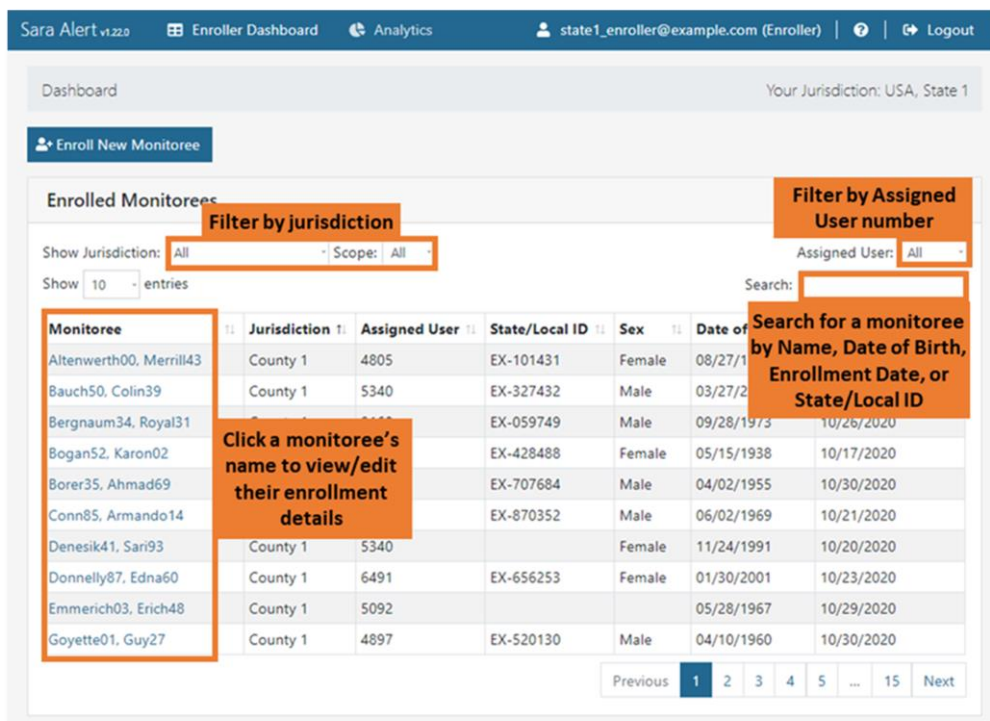 Sara Alert v1.22.0 Enroller Dashboard Analytics state1_enroller@example.com (Enroller) Logout
Dashboard Your Jurisdiction: USA, State 1
Enroll New Monitoree
Enrolled Monitorees
Filter by jurisdiction
Filter by Assigned
User number
Show Jurisdiction: All Scope: All Assigned User: All
Show 10 entries Search:
Monitoree Jurisdiction Assigned User State/Local ID Sex Date of
Search for a monitoree
by Name, Date of Birth,
Enrollment Date, or
State/Local ID
Altenwerth00, Merrill43 County 1 4805 EX-101431 Female 08/27/1
Bauch50, Colin39 County 1 5340 EX-327432 Male 03/27/2
Bergnaum34, Royal31 EX-059749 Male 09/28/1973 10/26/2020
Click a monitoree's
name to view/edit
their enrollment
details
Bogan52, Karon02 EX-428488 Female 05/15/1938 10/17/2020
Borer35, Ahmad69 EX-707684 Male 04/02/1955 10/30/2020
Conn85, Armando14 EX-870352 Male 06/02/1969 10/21/2020
Denesik41, Sari93 County 1 5340 Female 11/24/1991 10/20/2020
Donnelly87, Edna60 County 1 6491 EX-656253 Female 01/30/2001 10/23/2020
Emmerich03, Erich48 County 1 5092 05/28/1967 10/29/2020
Goyette01, Guy27 County 1 4897 EX-520130 Male 04/10/1960 10/30/2020
Previous 1 2 3 4 5 ... 15 Next